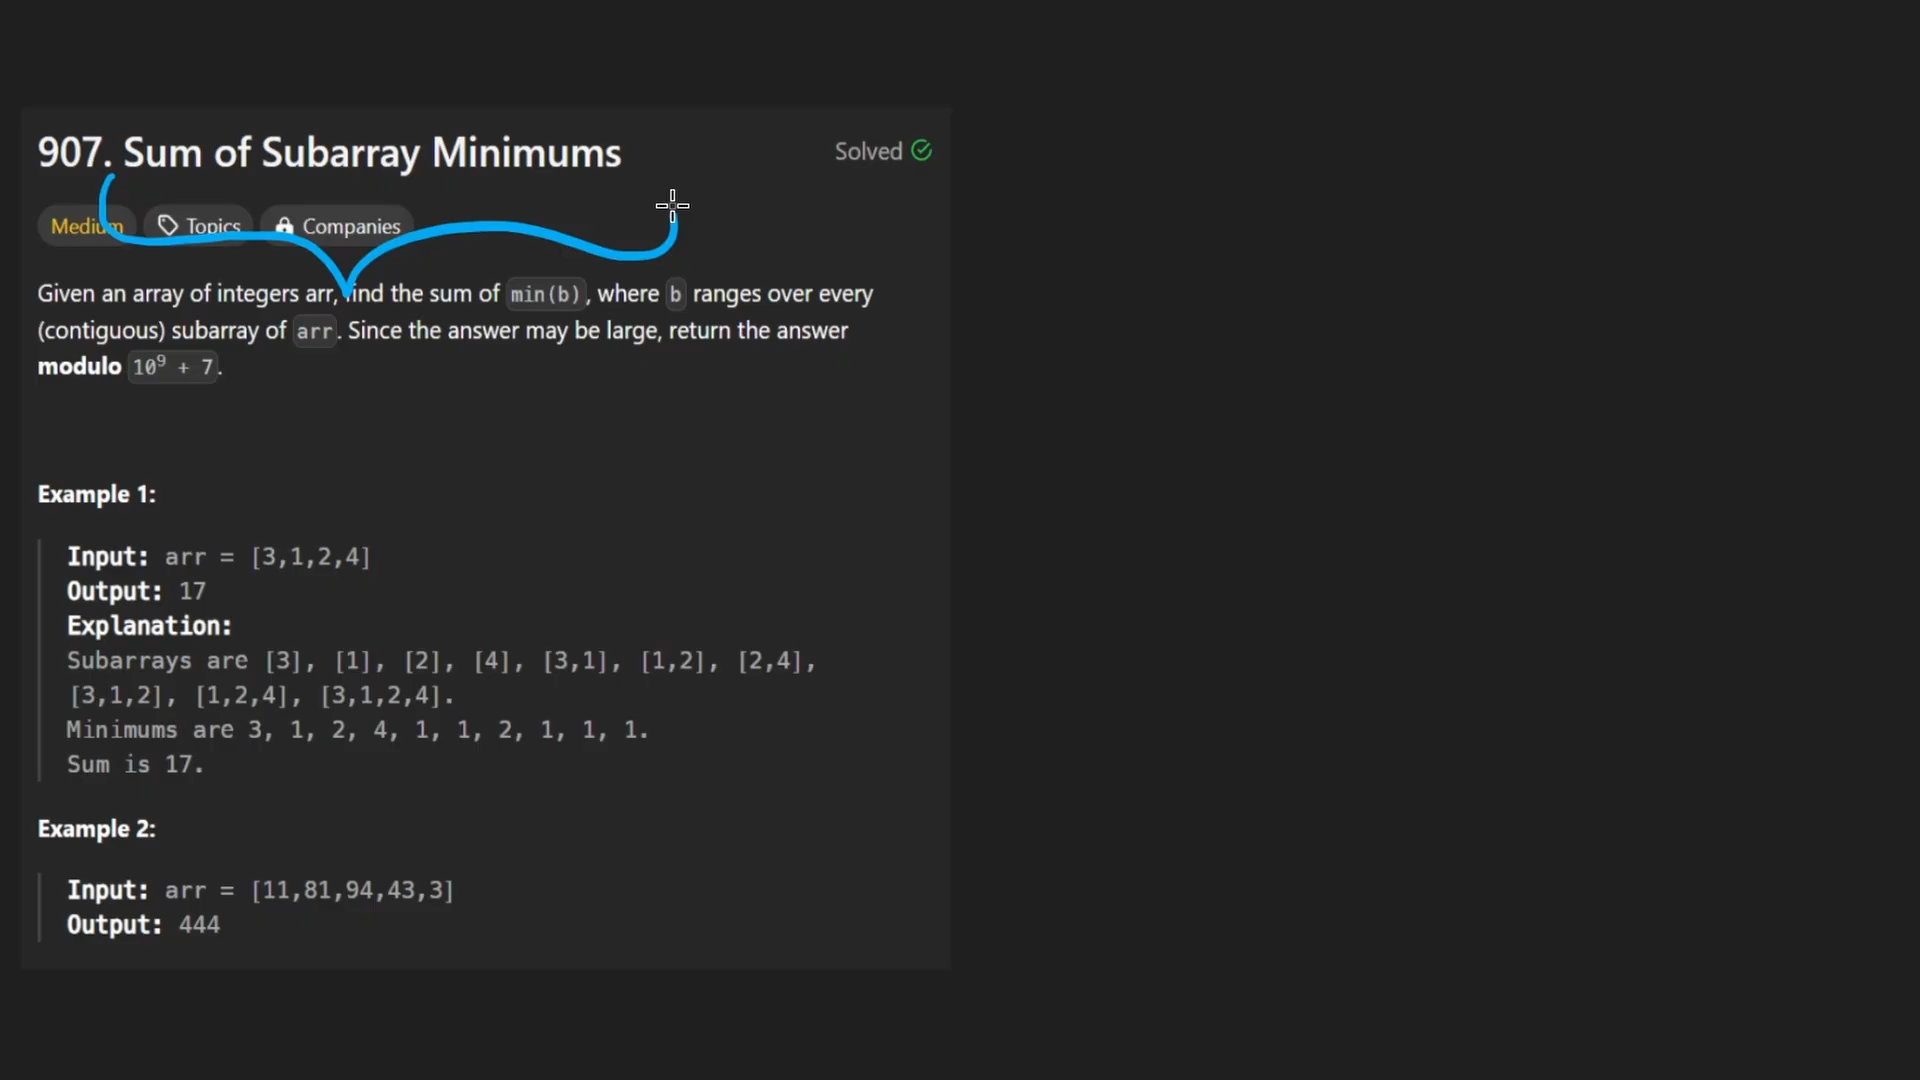 907. Sum of Subarray Minimums
Solved
Medium Topics Companies
Given an array of integers arr, find the sum of min(b), where b ranges over every
(contiguous) subarray of arr. Since the answer may be large, return the answer
modulo 10⁹ + 7.
Example 1:
Input: arr = [3,1,2,4]
Output: 17
Explanation:
Subarrays are [3], [1], [2], [4], [3,1], [1,2], [2,4],
[3,1,2], [1,2,4], [3,1,2,4].
Minimums are 3, 1, 2, 4, 1, 1, 2, 1, 1, 1.
Sum is 17.
Example 2:
Input: arr = [11,81,94,43,3]
Output: 444